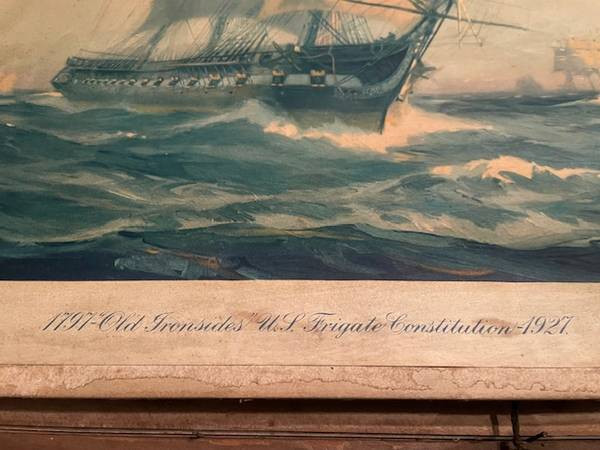 1797-"Old Ironsides" U.S. Frigate Constitution-1927.